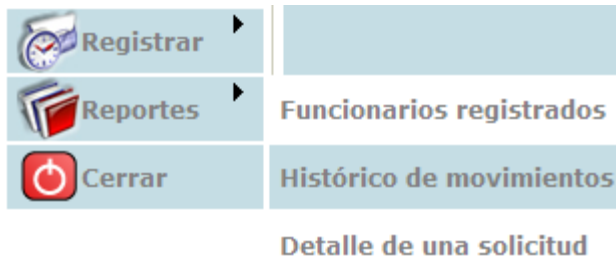 Registrar
Reportes
Funcionarios registrados
Cerrar
Histórico de movimientos
Detalle de una solicitud